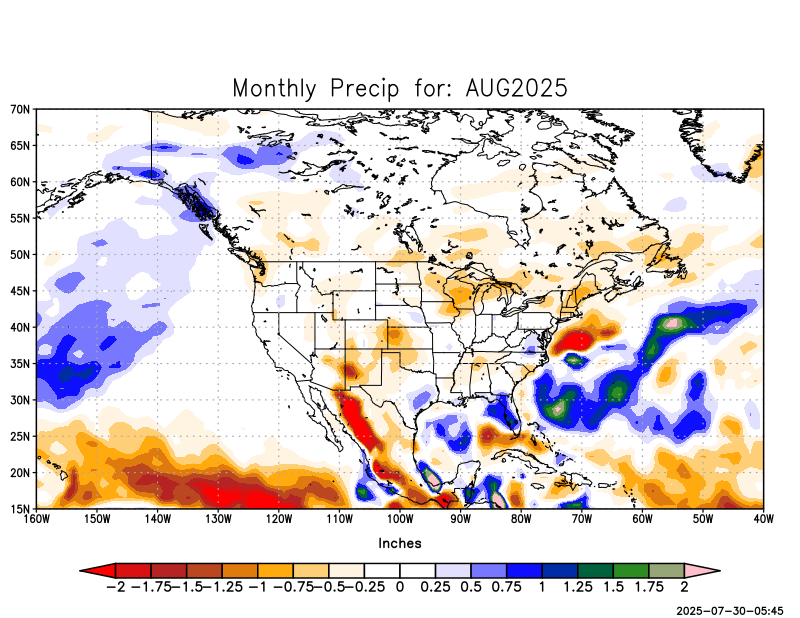 Monthly Precip for: AUG2025
70N
65N
60N
55N
50N
45N
40N
35N
30N
25N
20N
15N
160W 150W 140W 130W 120W 110W 100W 90W 80W 70W 60W 50W 40W
Inches
-2 -1.75 -1.5 -1.25 -1 -0.75 -0.5 -0.25 0 0.25 0.5 0.75 1 1.25 1.5 1.75 2
2025-07-30-05:45